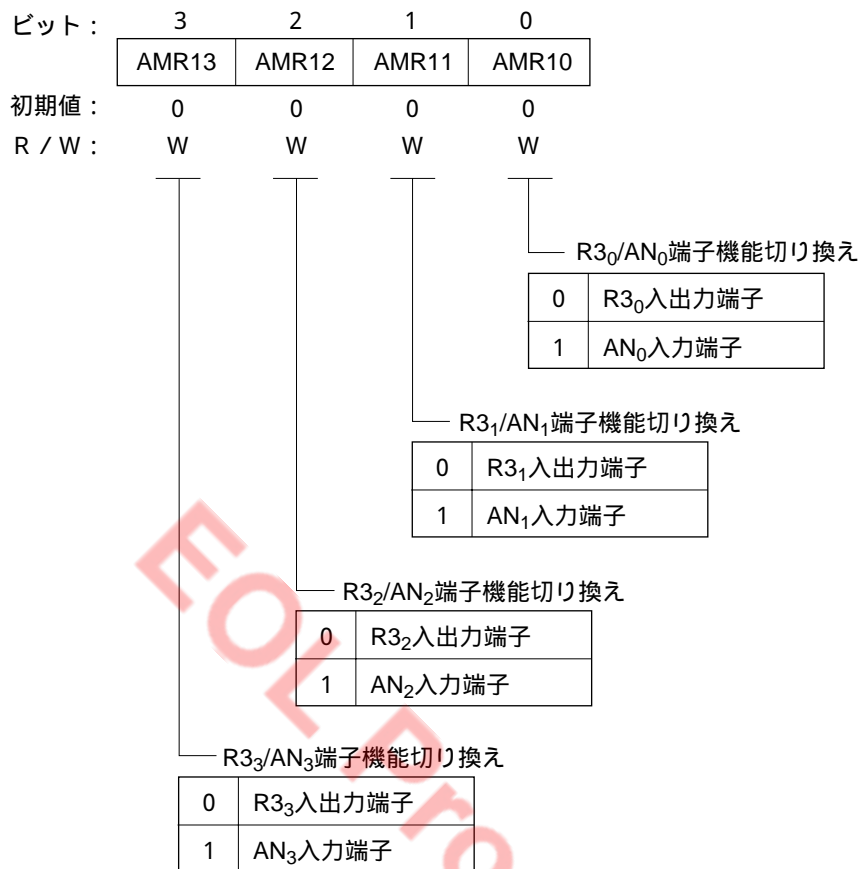 ビット： 3 2 1 0
AMR13 AMR12 AMR11 AMR10
初期値： 0 0 0 0
R／W： W W W W
R3₀/AN₀端子機能切り換え
0 R3₀入出力端子
1 AN₀入力端子
R3₁/AN₁端子機能切り換え
0 R3₁入出力端子
1 AN₁入力端子
R3₂/AN₂端子機能切り換え
0 R3₂入出力端子
1 AN₂入力端子
R3₃/AN₃端子機能切り換え
0 R3₃入出力端子
1 AN₃入力端子
EOL Pro